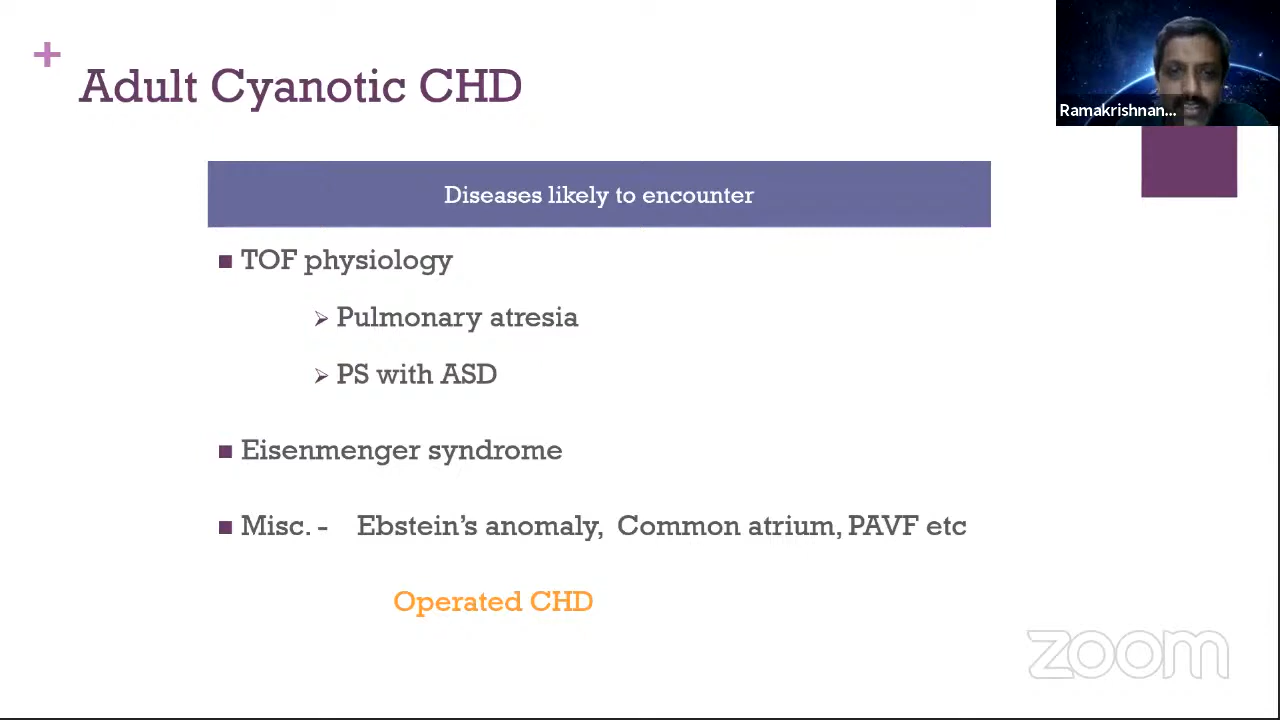 +
Adult Cyanotic CHD
Ramakrishnan...
Diseases likely to encounter
■ TOF physiology
➢ Pulmonary atresia
➢ PS with ASD
■ Eisenmenger syndrome
■ Misc. - Ebstein's anomaly, Common atrium, PAVF etc
Operated CHD
zoom